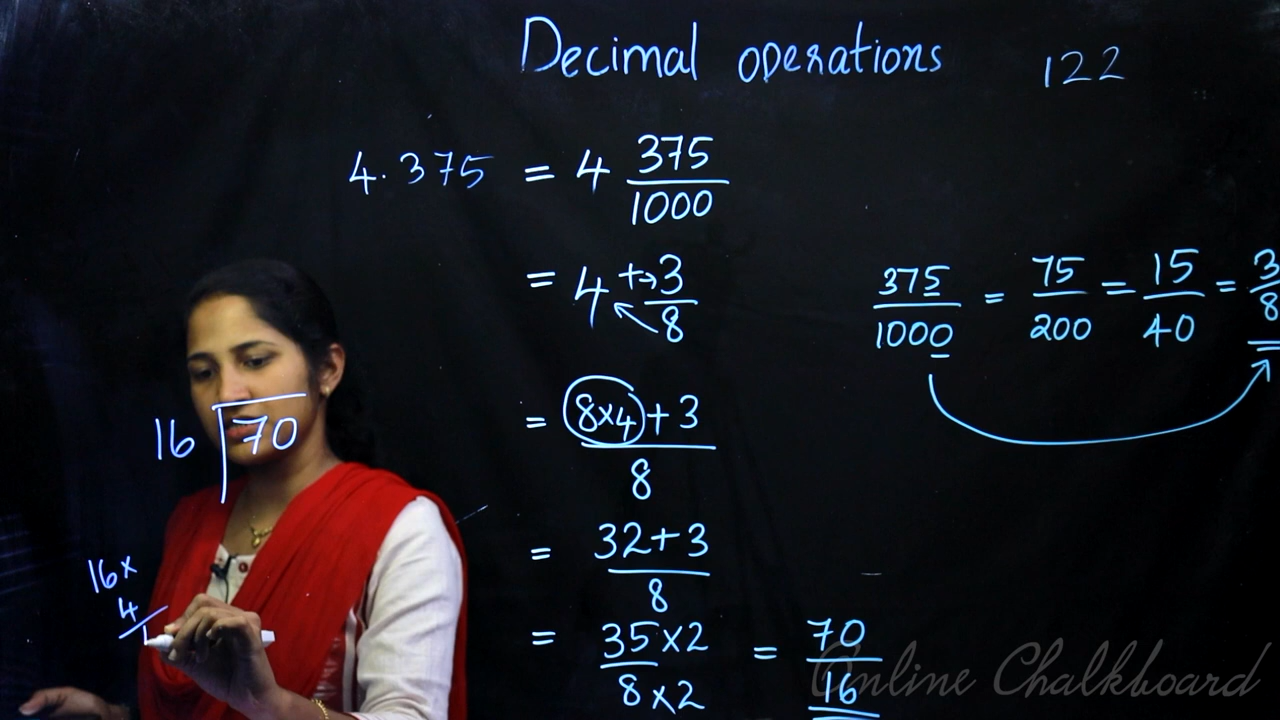 Decimal operations 122
4.375 = 4 375/1000
= 4 + 3/8
375/1000 = 75/200 = 15/40 = 3/8
= (8×4) + 3 / 8
16 70
= 32+3 / 8
16×
4
= 35×2 / 8×2 = 70/16
Online Chalkboard